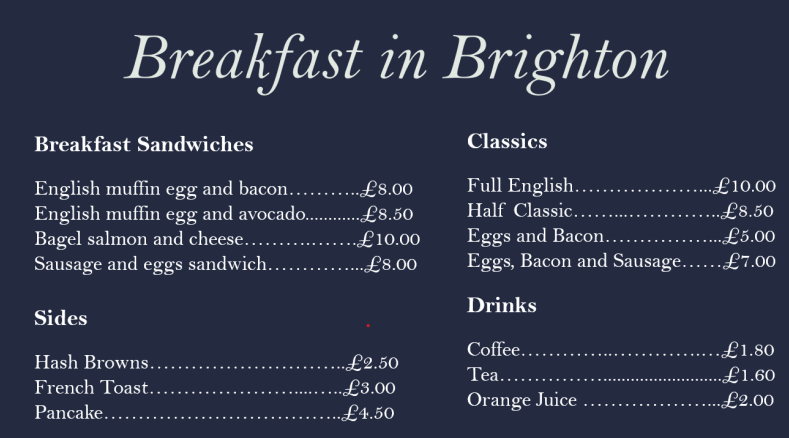 Breakfast in Brighton
Breakfast Sandwiches
English muffin egg and bacon...........£8.00
English muffin egg and avocado............£8.50
Bagel salmon and cheese..................£10.00
Sausage and eggs sandwich...............£8.00
Sides
Hash Browns..............................£2.50
French Toast.............................£3.00
Pancake....................................£4.50
Classics
Full English......................£10.00
Half Classic......................£8.50
Eggs and Bacon..................£5.00
Eggs, Bacon and Sausage......£7.00
Drinks
Coffee..............................£1.80
Tea..................................£1.60
Orange Juice .....................£2.00